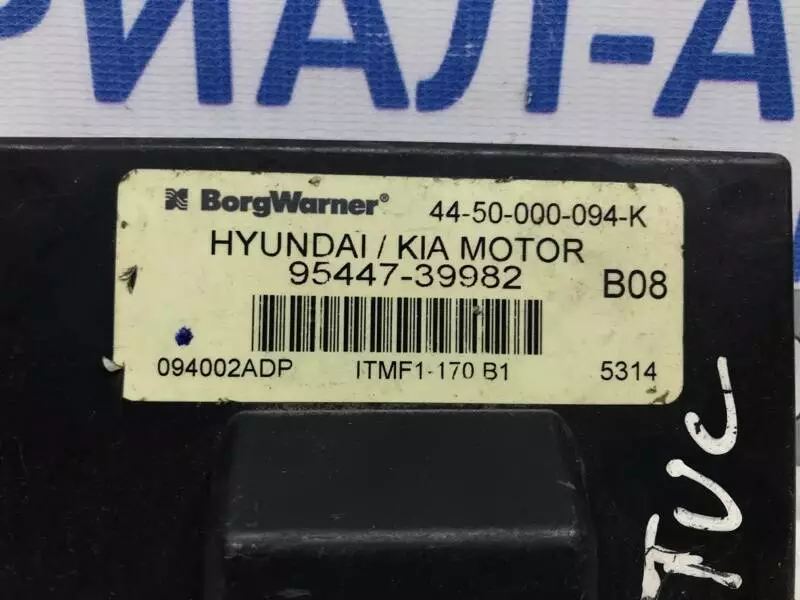 РИАЛ-А
BorgWarner® 44-50-000-094-K
HYUNDAI / KIA MOTOR
95447-39982 B08
094002ADP ITMF1-170 B1 5314
TUC